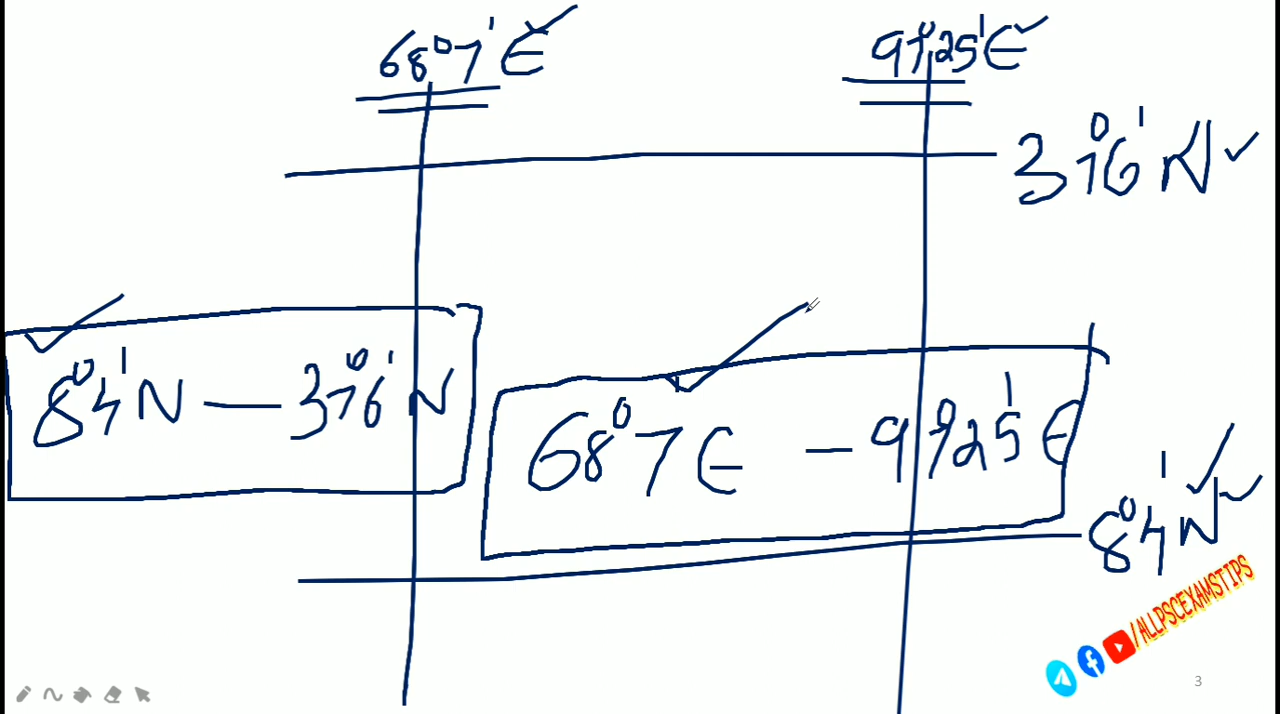 68°7'E
97°25'E
37°6'N
8°4'N — 37°6'N
68°7E — 97°25'E
8°4'N
/ALLPSCEXAMSTIPS
3